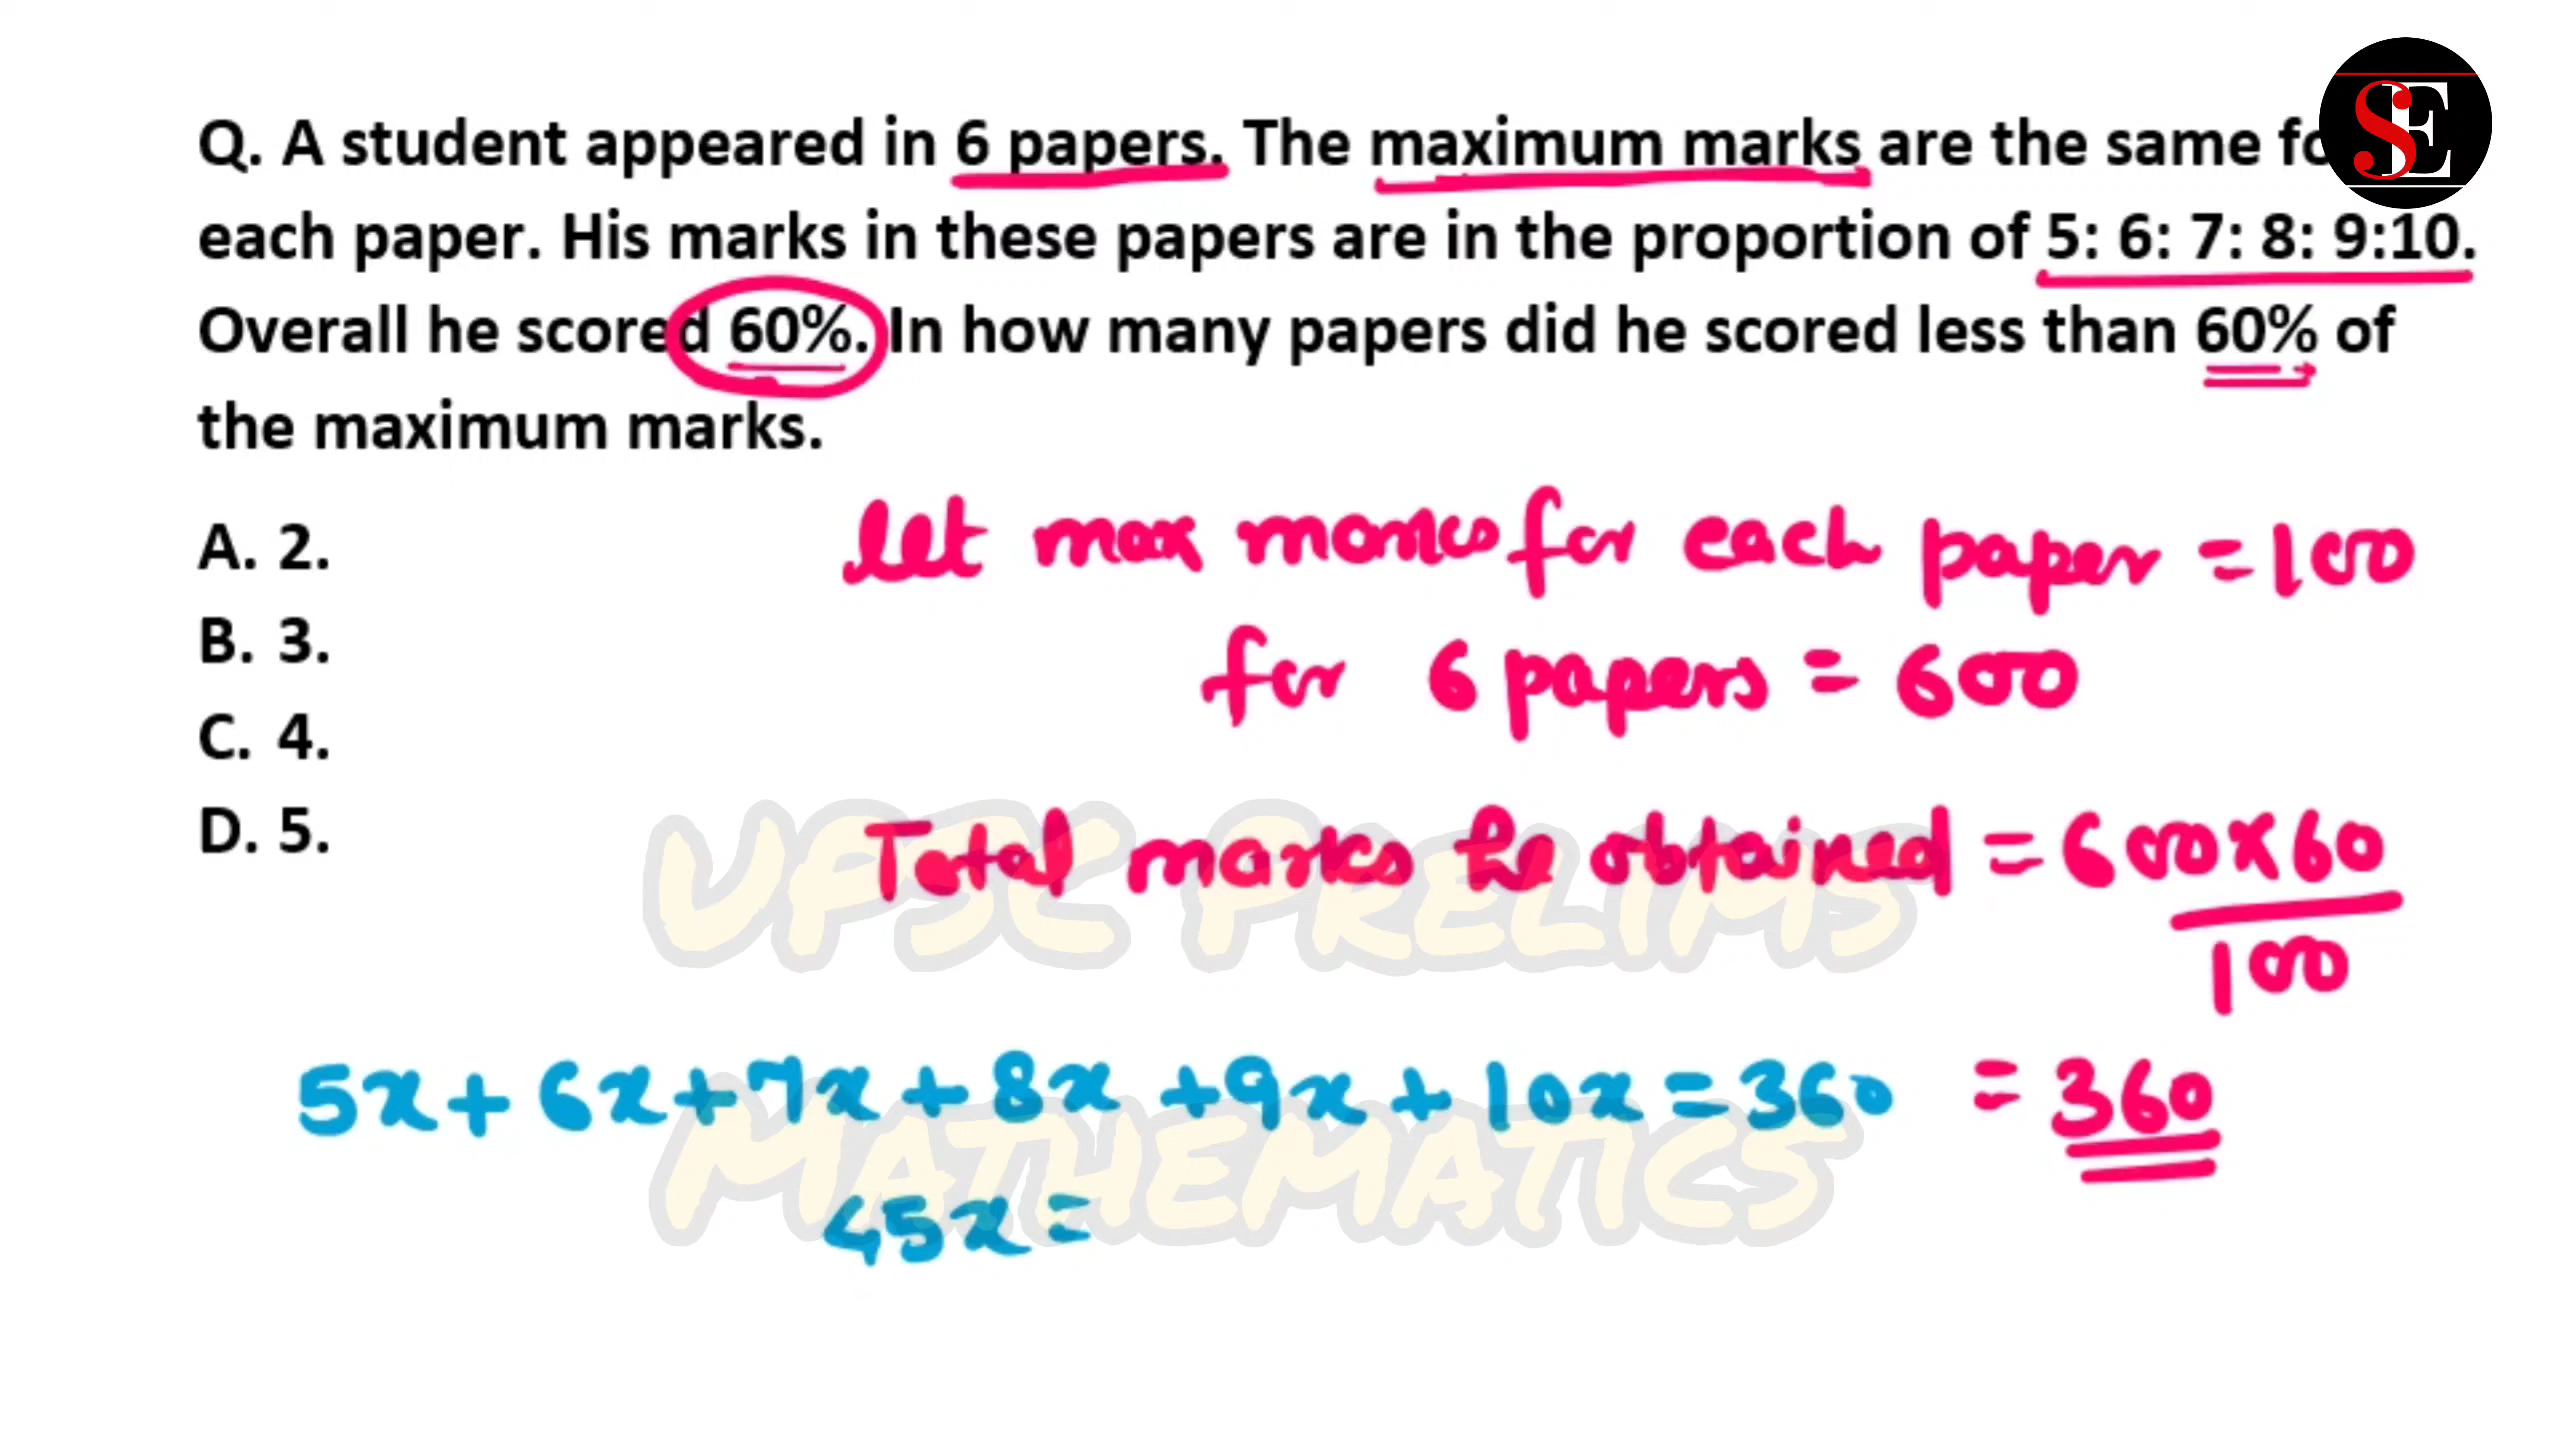 SE
Q. A student appeared in 6 papers. The maximum marks are the same fo
each paper. His marks in these papers are in the proportion of 5: 6: 7: 8: 9:10.
Overall he scored 60%. In how many papers did he scored less than 60% of
the maximum marks.
let max marks for each paper = 100
A. 2.
B. 3.
for 6 papers = 600
C. 4.
D. 5.
Total marks he obtained = 600 x 60
100
UPSC PRELIMS
5x + 6x + 7x + 8x + 9x + 10x = 360 = 360
MATHEMATICS
45x =